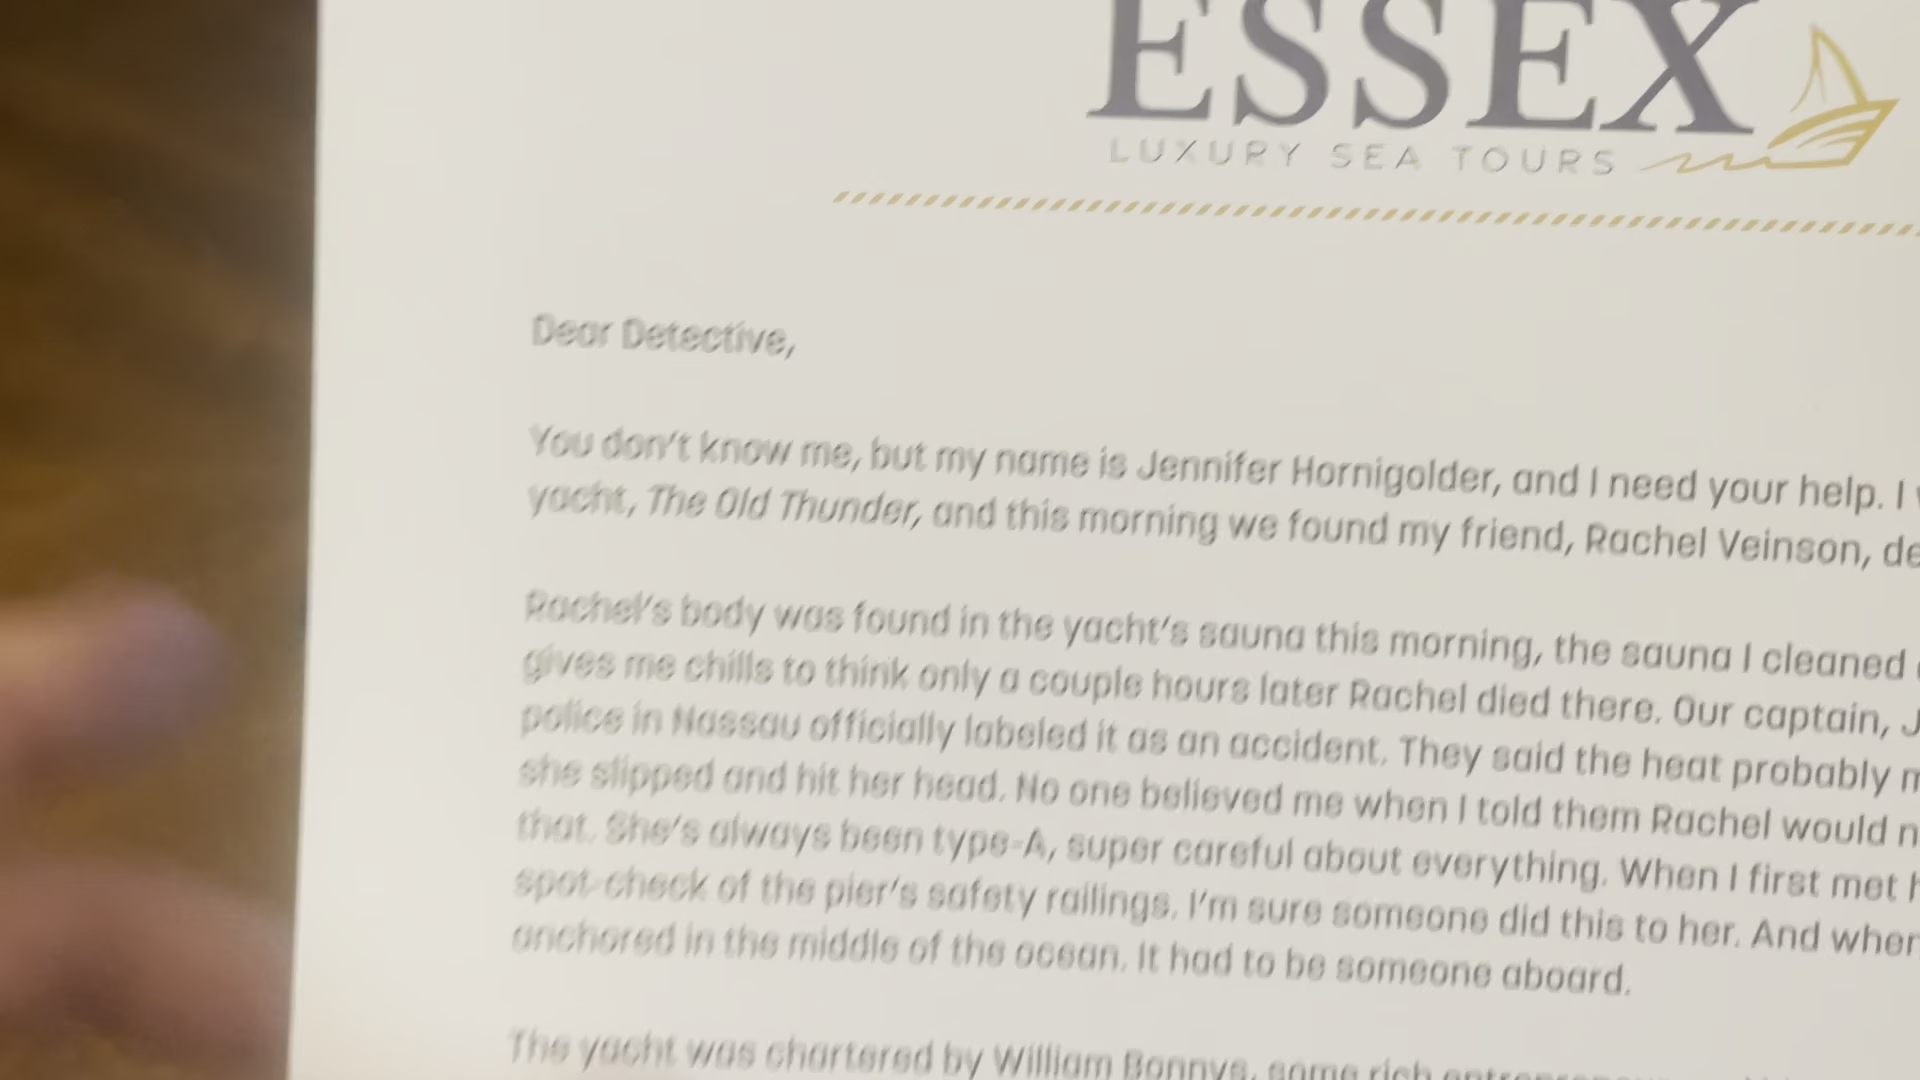 ESSEX
LUXURY SEA TOURS
Dear Detective,
You don't know me, but my name is Jennifer Hornigolder, and I need your help. I
yacht, The Old Thunder, and this morning we found my friend, Rachel Veinson,
Rachel's body was found in the yacht's sauna this morning, the sauna I cleaned
gives me chills to think only a couple hours later Rachel died there. Our captain,
police in Nassau officially labeled it as an accident. They said the heat probably
she slipped and hit her head. No one believed me when I told them Rachel would
that. She's always been type-A, super careful about everything. When I first met
spot-check of the pier's safety railings. I'm sure someone did this to her. And
anchored in the middle of the ocean. It had to be someone aboard.
The yacht was chartered by William Bonnys, some rich